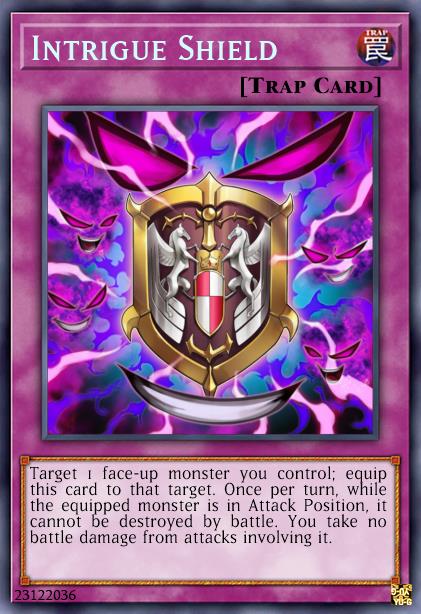 Intrigue Shield
TRAP
罠
[Trap Card]
Target 1 face-up monster you control; equip
this card to that target. Once per turn, while
the equipped monster is in Attack Position, it
cannot be destroyed by battle. You take no
battle damage from attacks involving it.
23122036